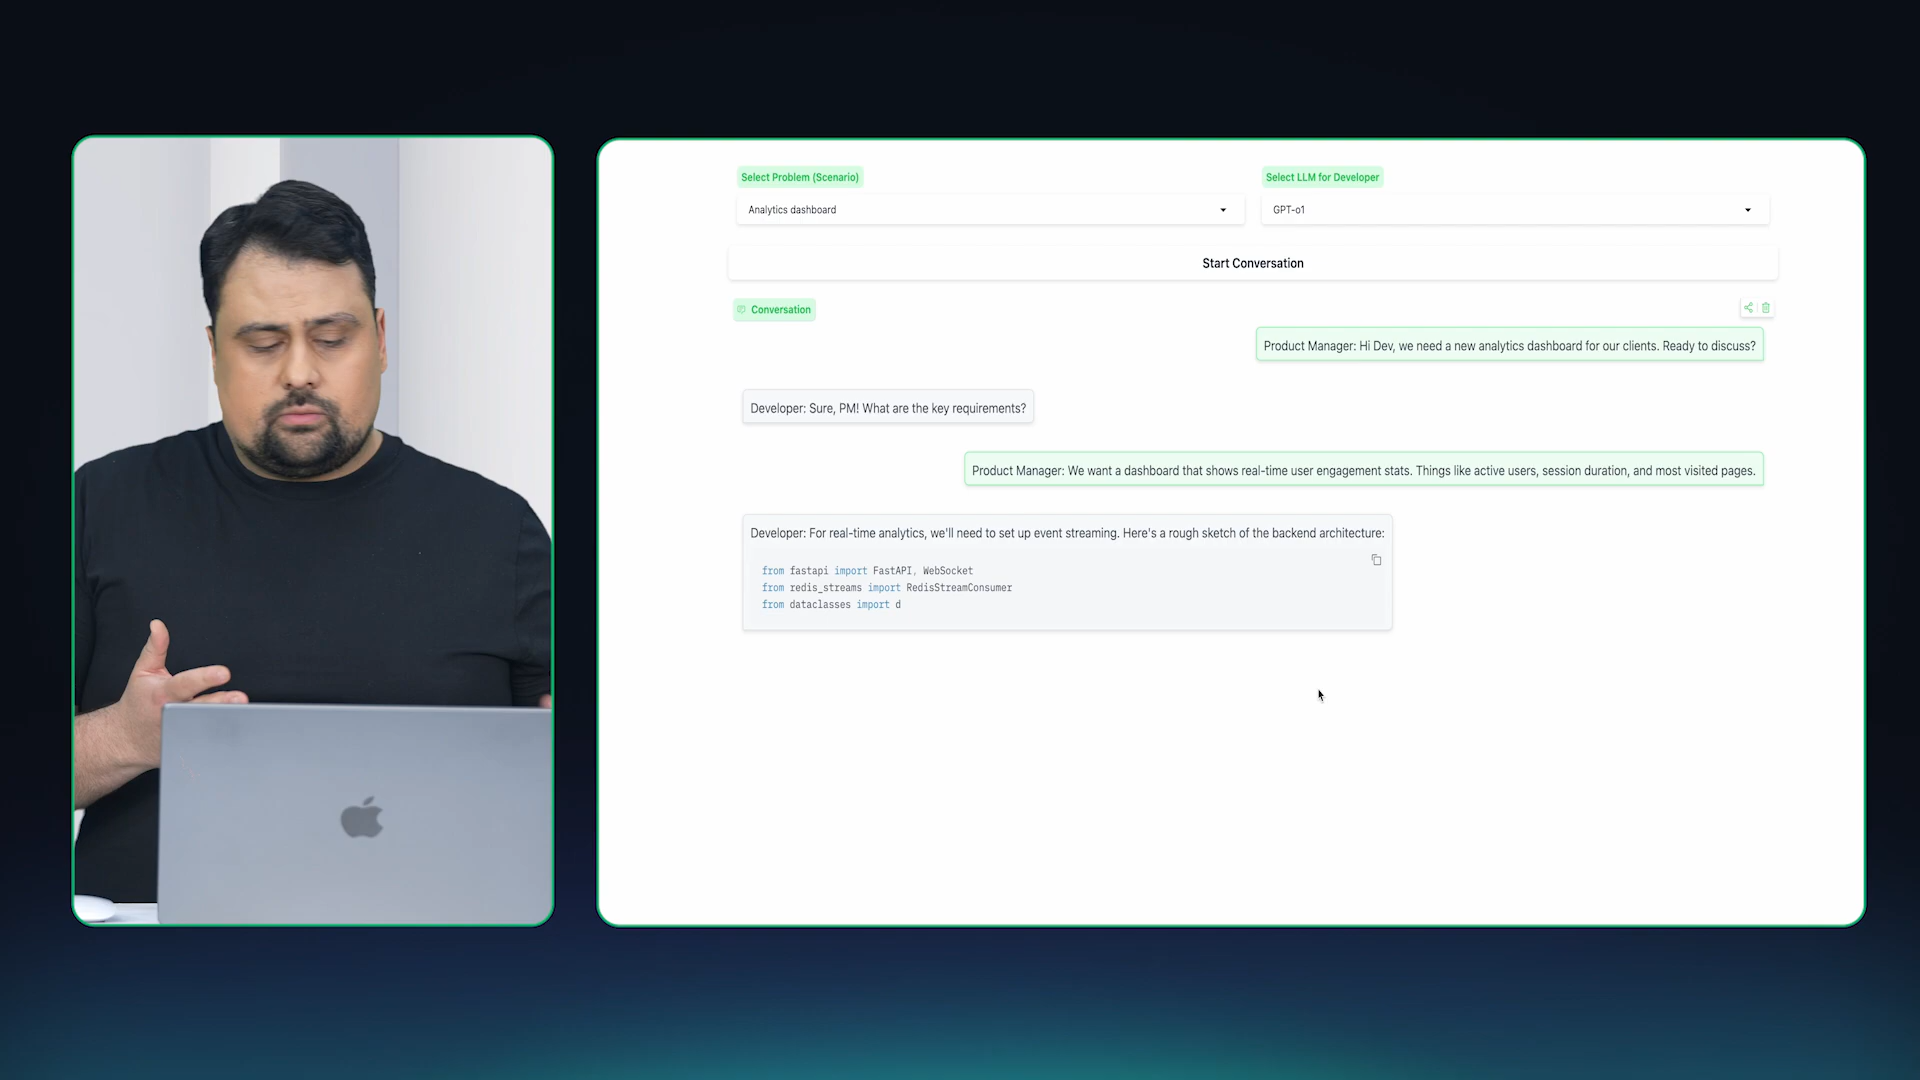 Select Problem (Scenario)
Select LLM for Developer
Analytics dashboard
GPT-o1
Start Conversation
Conversation
Product Manager: Hi Dev, we need a new analytics dashboard for our clients. Ready to discuss?
Developer: Sure, PM! What are the key requirements?
Product Manager: We want a dashboard that shows real-time user engagement stats. Things like active users, session duration, and most visited pages.
Developer: For real-time analytics, we'll need to set up event streaming. Here's a rough sketch of the backend architecture:
from fastapi import FastAPI, WebSocket
from redis_streams import RedisStreamConsumer
from dataclasses import d